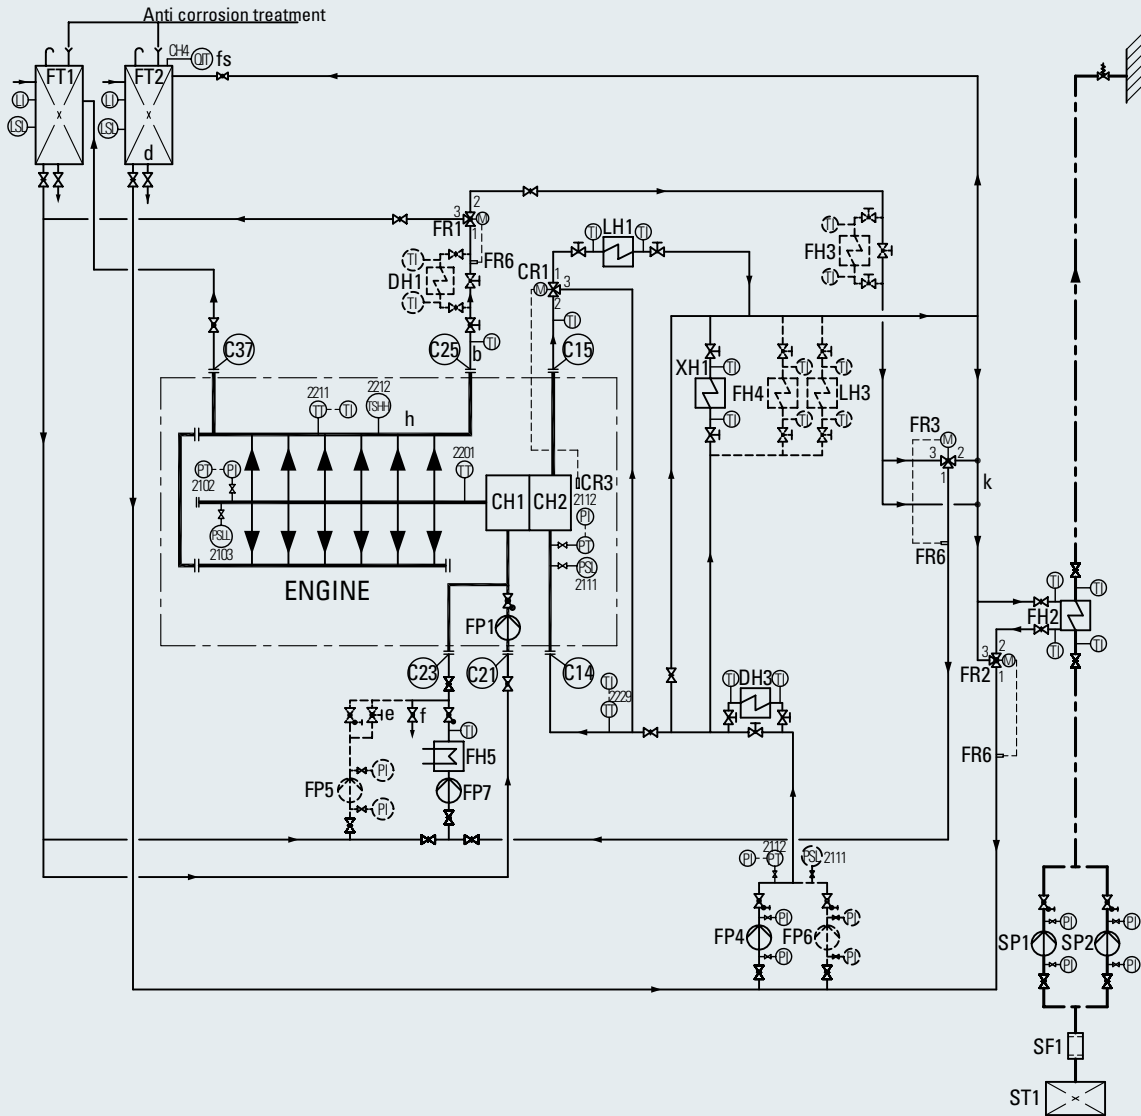 Anti corrosion treatment
CH4 QIT fs
FT1 FT2
LI LI
LSL LSL
x x
d
2
3 M
FR1 1
TI FR6
DH1
TI
LH1
TI TI
CR1 1
M 3
2
TI
TI
FH3
TI
C37 C25 b TI C15
2211 2212
TT TI TSHH h
XH1 TI TI TI
FH4 LH3
TI TI TI
FR3
M
3 2
1
k
2201
PT PI TT
2102
CR3
CH1 CH2 2112
PI
PSLL PT
2103 PSL
2111
FR6
ENGINE
TI TI
FH2
TI TI
FP1
C23 C21 C14
2
3 M
FR2 1
DH3
TI TI TI
2229
TT
e f
TI
FH5
FR6
PI
FP5 FP7
PI
2112
PI PT PSL 2111
PI PI
FP4 FP6
PI PI
PI PI
SP1 SP2
PI PI
SF1
ST1 x